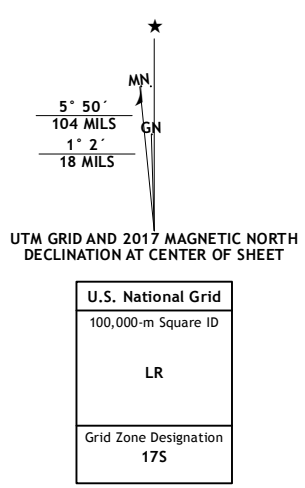 MN.
5° 50´
104 MILS
GN
1° 2´
18 MILS
UTM GRID AND 2017 MAGNETIC NORTH
DECLINATION AT CENTER OF SHEET
U.S. National Grid
100,000-m Square ID
LR
Grid Zone Designation
17S